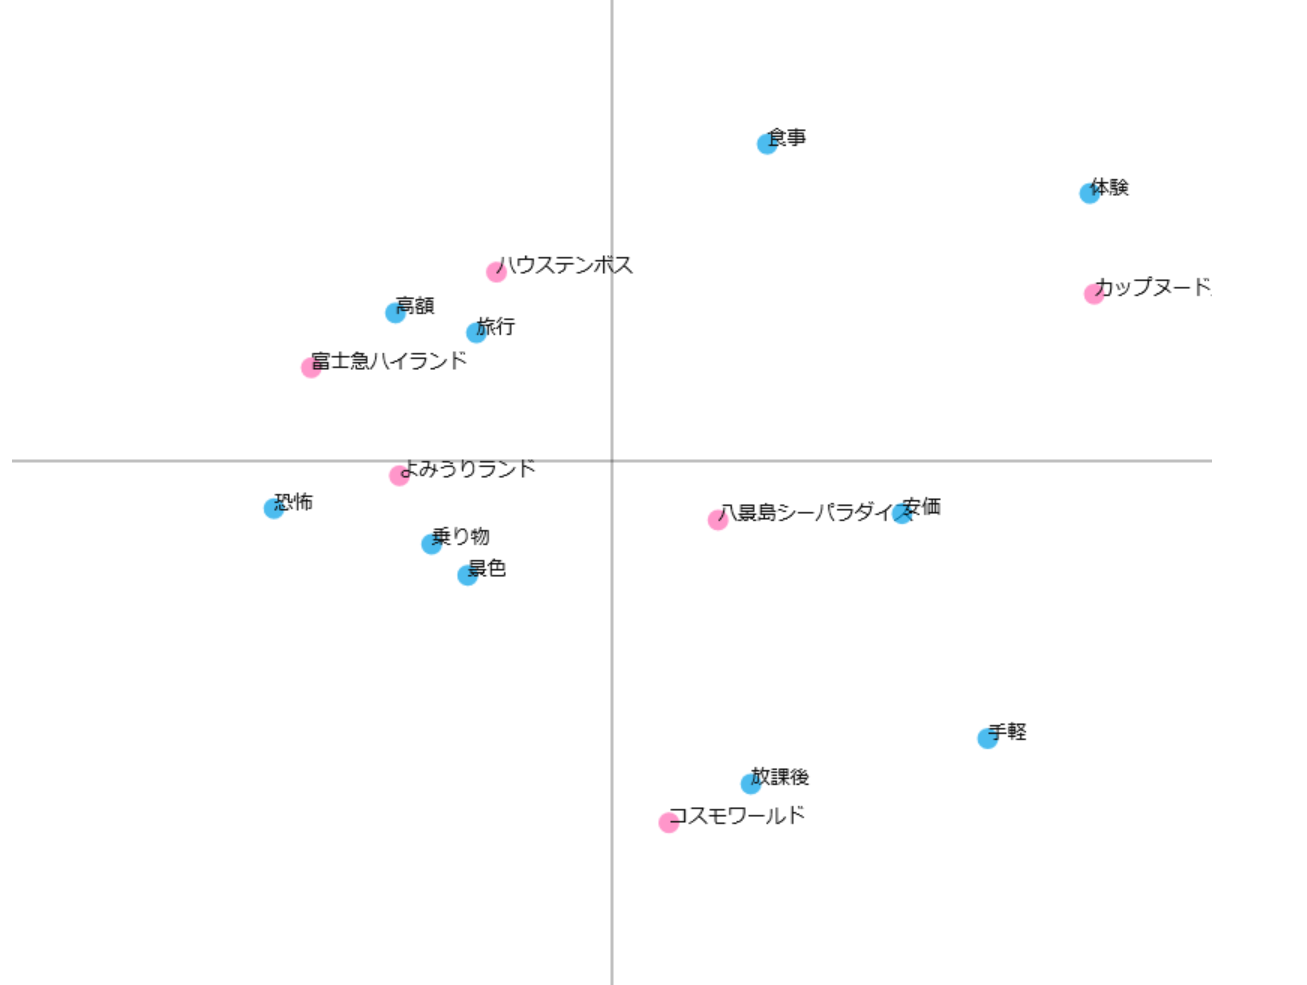 食事
体験
ハウステンボス
カップヌード
高額
旅行
富士急ハイランド
よみうりランド
恐怖
八景島シーパラダイス
安価
乗り物
景色
手軽
放課後
コスモワールド